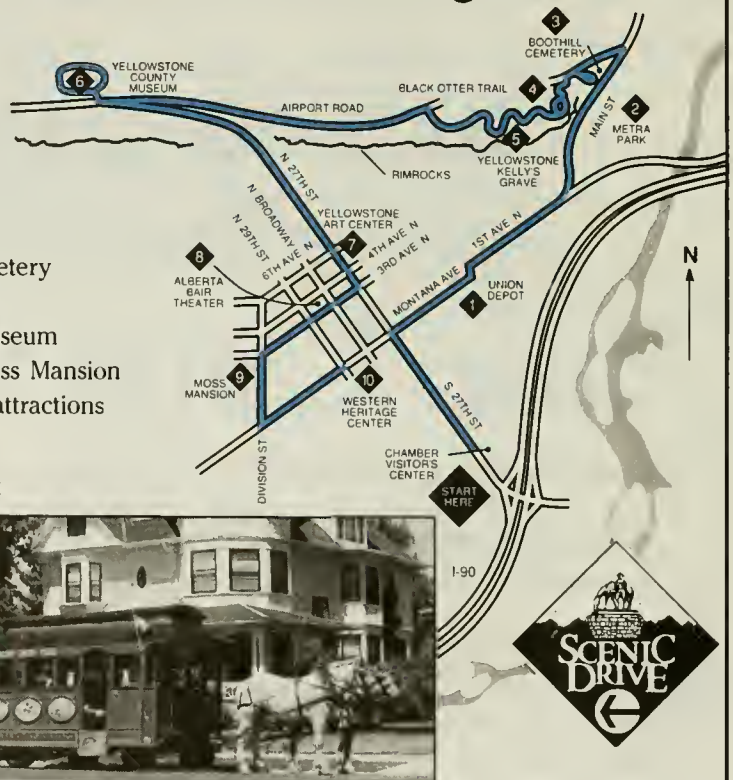 3
BOOTHILL
CEMETERY
6
YELLOWSTONE
COUNTY
MUSEUM
BLACK OTTER TRAIL
4
AIRPORT ROAD
MAIN ST
2
METRA
PARK
5
YELLOWSTONE
KELLY'S
GRAVE
RIMROCKS
N 27TH ST
N BROADWAY
N 29TH ST
6TH AVE N
YELLOWSTONE
ART CENTER
7
4TH AVE N
3RD AVE N
8
ALBERTA
BAIR
THEATER
MONTANA AVE
1ST AVE N
1
UNION
DEPOT
N
etery
seum
ss Mansion
attractions
MOSS
MANSION
9
10
WESTERN
HERITAGE
CENTER
DIVISION ST
S 27TH ST
CHAMBER
VISITOR'S
CENTER
START
HERE
I-90
SCENIC
DRIVE